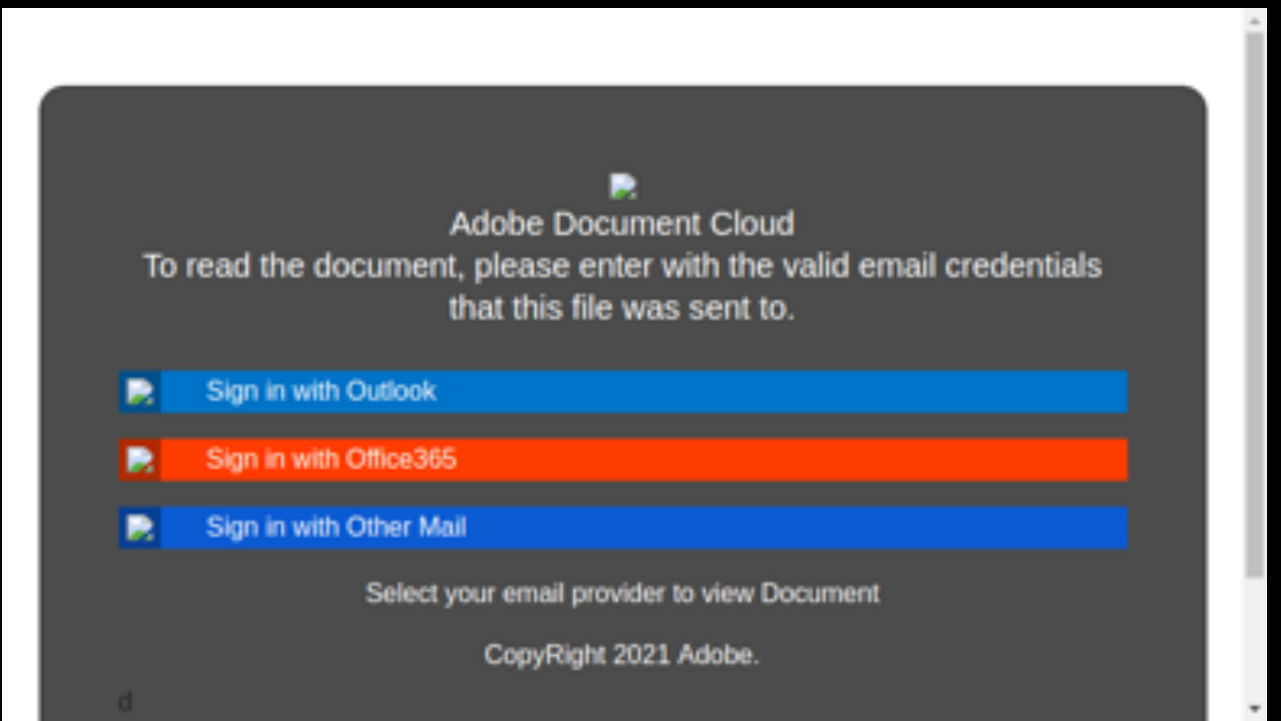 Adobe Document Cloud
To read the document, please enter with the valid email credentials
that this file was sent to.
Sign in with Outlook
Sign in with Office365
Sign in with Other Mail
Select your email provider to view Document
CopyRight 2021 Adobe.
d